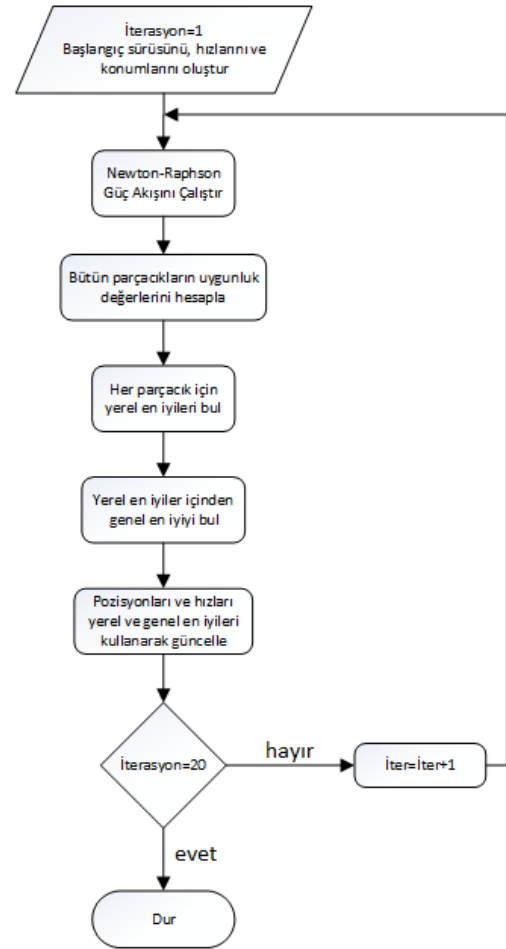 İterasyon=1
Başlangıç sürüsünü, hızlarını ve
konumlarını oluştur
Newton-Raphson
Güç Akışını Çalıştır
Bütün parçacıkların uygunluk
değerlerini hesapla
Her parçacık için
yerel en iyileri bul
Yerel en iyiler içinden
genel en iyiyi bul
Pozisyonları ve hızları
yerel ve genel en iyileri
kullanarak güncelle
İterasyon=20
hayır
İter=İter+1
evet
Dur